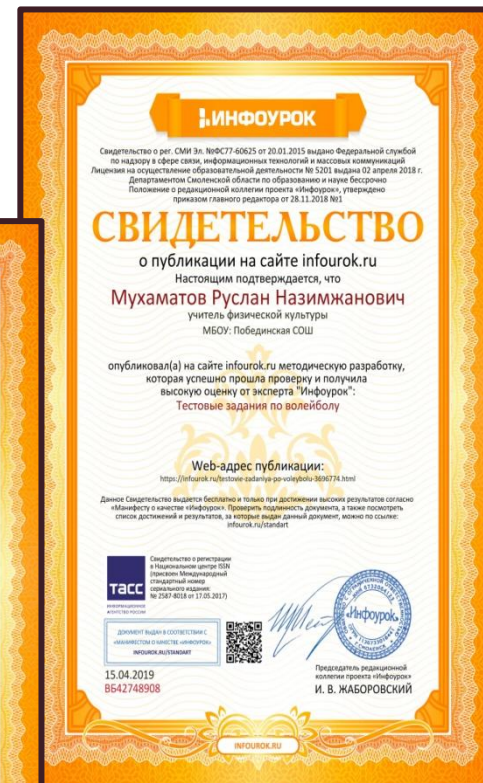 ИНФОУРОК
Свидетельство о рег. СМИ Эл. №ФС77-60625 от 20.01.2015 выдано Федеральной службой
по надзору в сфере связи, информационных технологий и массовых коммуникаций
Лицензия на осуществление образовательной деятельности № 5201 выдана 02 апреля 2018 г.
Департаментом Смоленской области по образованию и науке бессрочно
Положение о редакционной коллегии проекта «Инфоурок», утверждено
приказом главного редактора от 28.11.2018 №1
СВИДЕТЕЛЬСТВО
о публикации на сайте infourok.ru
Настоящим подтверждается, что
Мухаматов Руслан Назимжанович
учитель физической культуры
МБОУ: Побединская СОШ
опубликовал(а) на сайте infourok.ru методическую разработку,
которая успешно прошла проверку и получила
высокую оценку от эксперта "Инфоурок":
Тестовые задания по волейболу
Web-адрес публикации:
https://infourok.ru/testovie-zadaniya-po-voleybolu-3696774.html
Данное Свидетельство выдается бесплатно и только при достижении высоких результатов согласно
«Манифесту о качестве «Инфоурок». Проверить подлинность документа, а также посмотреть
список достижений и результатов, за которые выдан данный документ, можно по ссылке:
infourok.ru/standart
Свидетельство о регистрации
в Национальном центре ISSN
(присвоен Международный
стандартный номер
сериального издания:
№ 2587-8018 от 17.05.2017)
ТАСС
ИНФОРМАЦИОННОЕ
АГЕНТСТВО РОССИИ
ДОКУМЕНТ ВЫДАН В СООТВЕТСТВИИ С
«МАНИФЕСТОМ О КАЧЕСТВЕ «ИНФОУРОК»
INFOUROK.RU/STANDART
«Инфоурок»
15.04.2019
ВБ42748908
Председатель редакционной
коллегии проекта «Инфоурок»
И. В. ЖАБОРОВСКИЙ
INFOUROK.RU